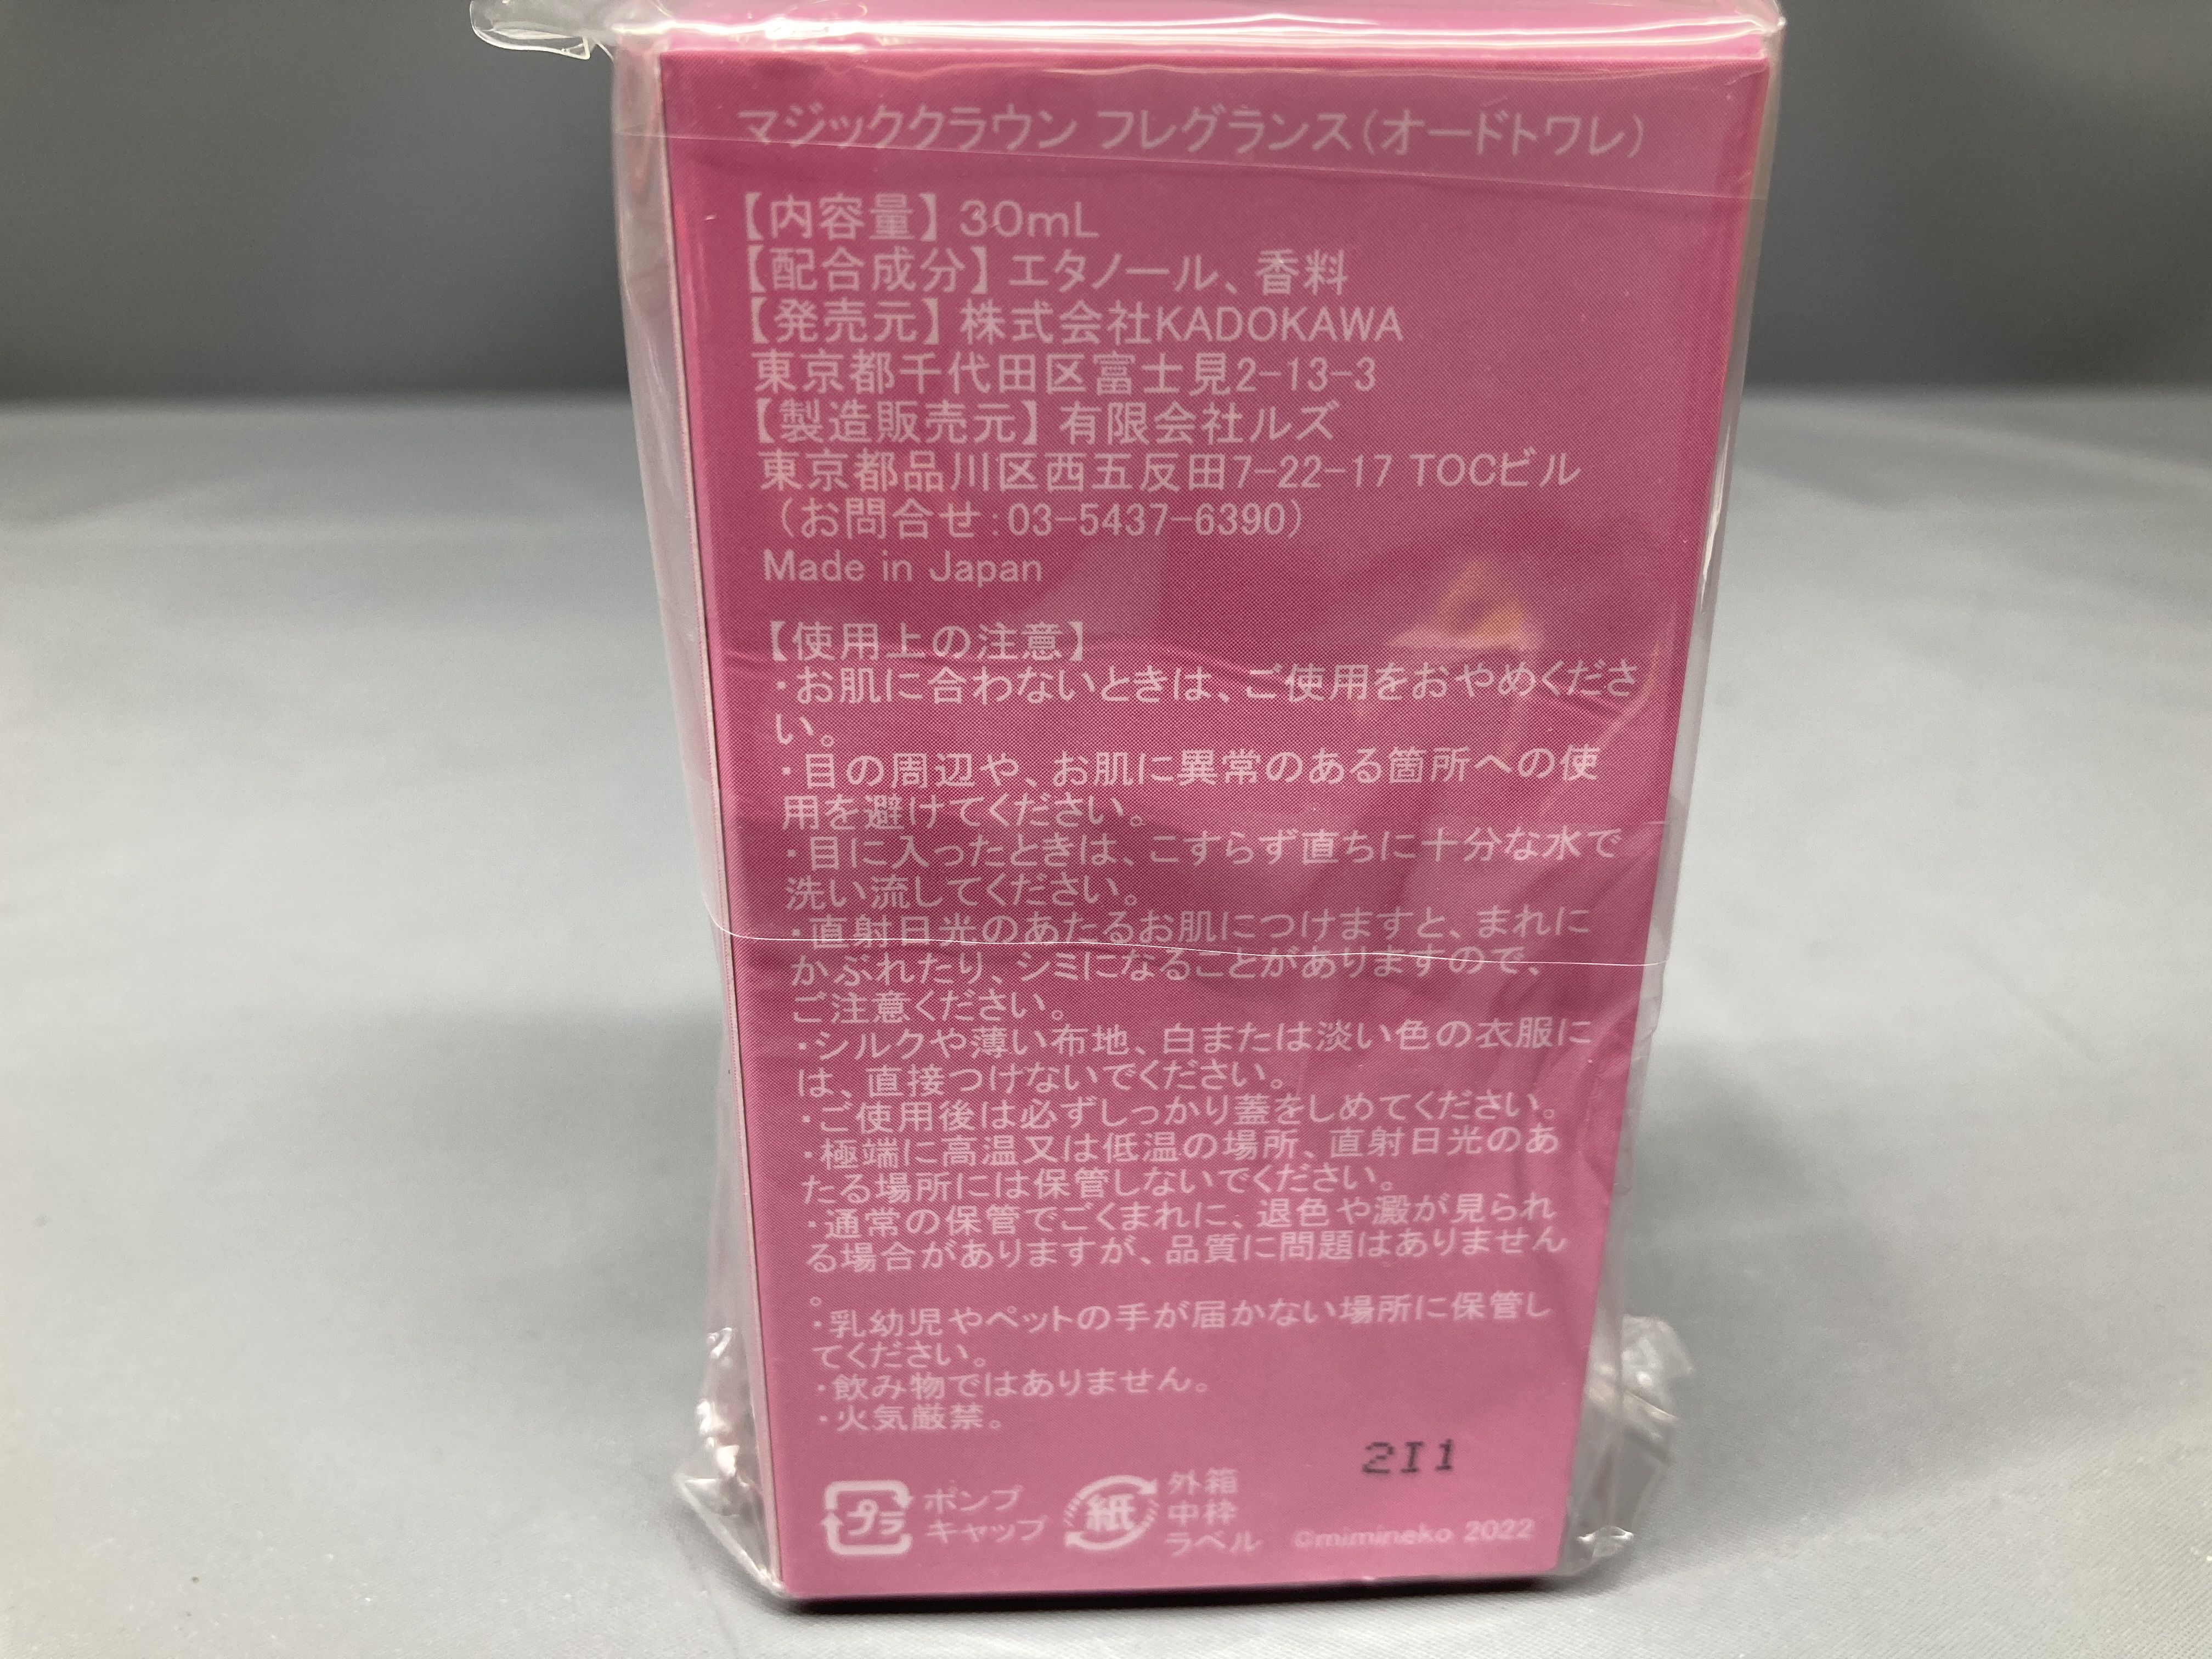 マジッククラウン フレグランス(オードトワレ)
【内容量】30mL
【配合成分】エタノール、香料
【発売元】株式会社KADOKAWA
東京都千代田区富士見2-13-3
【製造販売元】有限会社ルズ
東京都品川区西五反田7-22-17 TOCビル
(お問合せ:03-5437-6390)
Made in Japan
【使用上の注意】
・お肌に合わないときは、ご使用をおやめくださ
い。
・目の周辺や、お肌に異常のある箇所への使
用を避けてください。
・目に入ったときは、こすらず直ちに十分な水で
洗い流してください。
・直射日光のあたるお肌につけますと、まれに
かぶれたり、シミになることがありますので、
ご注意ください。
・シルクや薄い布地、白または淡い色の衣服に
は、直接つけないでください。
・ご使用後は必ずしっかり蓋をしめてください。
・極端に高温又は低温の場所、直射日光のあ
たる場所には保管しないでください。
・通常の保管でごくまれに、退色や澱が見られ
る場合がありますが、品質に問題はありません
。
・乳幼児やペットの手が届かない場所に保管し
てください。
・飲み物ではありません。
・火気厳禁。
2I1
プラ ポンプ
キャップ
紙 外箱
中枠
ラベル
©mimineko 2022